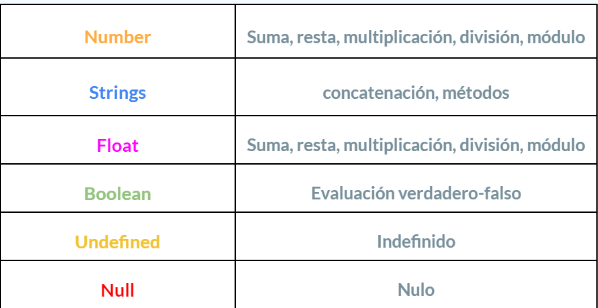 Number
Suma, resta, multiplicación, división, módulo
Strings
concatenación, métodos
Float
Suma, resta, multiplicación, división, módulo
Boolean
Evaluación verdadero-falso
Undefined
Indefinido
Null
Nulo